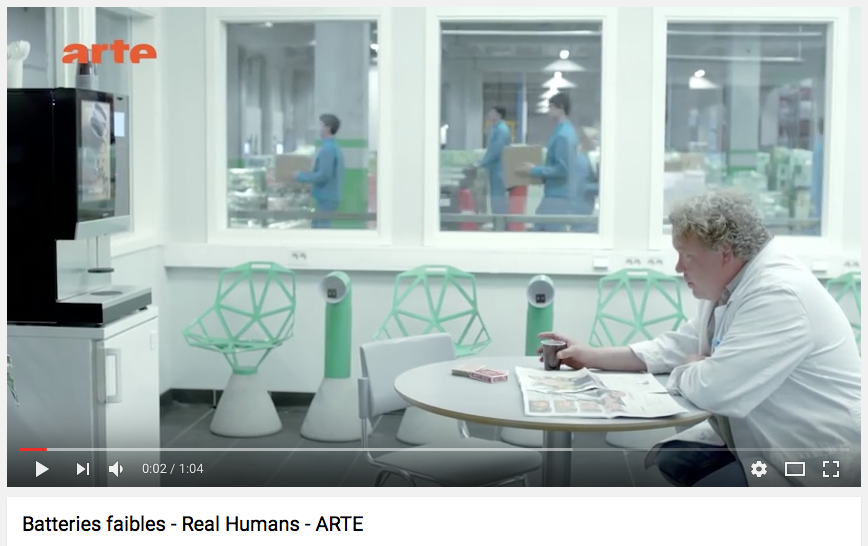 arte
0:02 / 1:04
Batteries faibles - Real Humans - ARTE